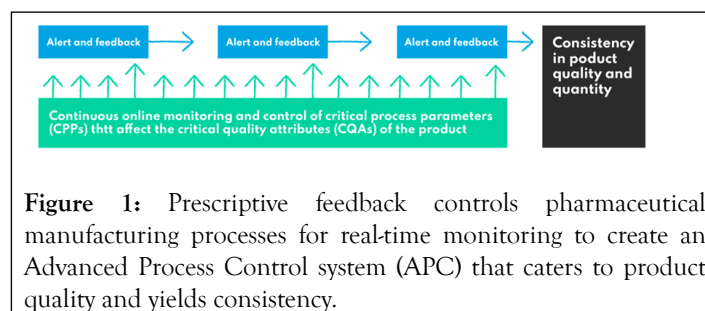 Alert and feedback
Alert and feedback
Alert and feedback
Consistency
in poduct
quality and
quantity
Continuous online monitoring and control of critical process parameters
(CPPs) thtt affect the critical quality attributes (CQAs) of the product
Figure 1: Prescriptive feedback controls pharmaceutical
manufacturing processes for real-time monitoring to create an
Advanced Process Control system (APC) that caters to product
quality and yields consistency.